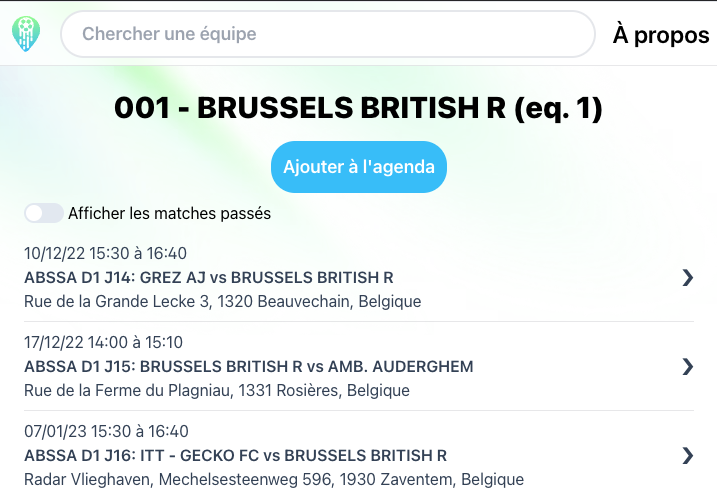 Chercher une équipe
À propos
001 - BRUSSELS BRITISH R (eq. 1)
Ajouter à l'agenda
Afficher les matches passés
10/12/22 15:30 à 16:40
ABSSA D1 J14: GREZ AJ vs BRUSSELS BRITISH R
Rue de la Grande Lecke 3, 1320 Beauvechain, Belgique
17/12/22 14:00 à 15:10
ABSSA D1 J15: BRUSSELS BRITISH R vs AMB. AUDERGHEM
Rue de la Ferme du Plagniau, 1331 Rosières, Belgique
07/01/23 15:30 à 16:40
ABSSA D1 J16: ITT - GECKO FC vs BRUSSELS BRITISH R
Radar Vlieghaven, Mechelsesteenweg 596, 1930 Zaventem, Belgique